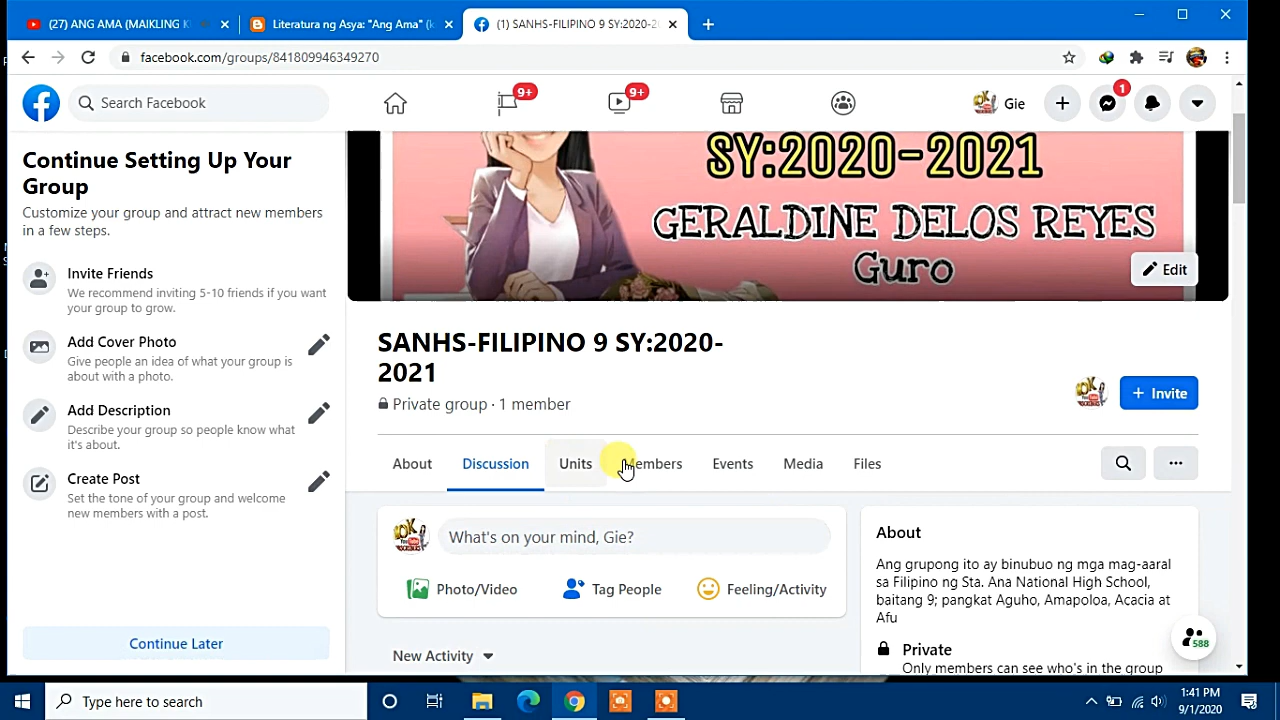 (27) ANG AMA (MAIKLING K
Literatura ng Asya: "Ang Ama" (k
(1) SANHS-FILIPINO 9 SY:2020-2
facebook.com/groups/841809946349270
Search Facebook
9+
9+
Gie
1
Continue Setting Up Your
Group
Customize your group and attract new members
in a few steps.
Invite Friends
We recommend inviting 5-10 friends if you want
your group to grow.
Add Cover Photo
Give people an idea of what your group is
about with a photo.
Add Description
Describe your group so people know what
it's about.
Create Post
Set the tone of your group and welcome
new members with a post.
Continue Later
SY:2020-2021
GERALDINE DELOS REYES
Guro
Edit
SANHS-FILIPINO 9 SY:2020-
2021
Private group · 1 member
+ Invite
About
Discussion
Units
Members
Events
Media
Files
What's on your mind, Gie?
Photo/Video
Tag People
Feeling/Activity
New Activity
About
Ang grupong ito ay binubuo ng mga mag-aaral
sa Filipino ng Sta. Ana National High School,
baitang 9; pangkat Aguho, Amapoloa, Acacia at
Afu
Private
Only members can see who's in the group
588
Type here to search
1:41 PM
9/1/2020